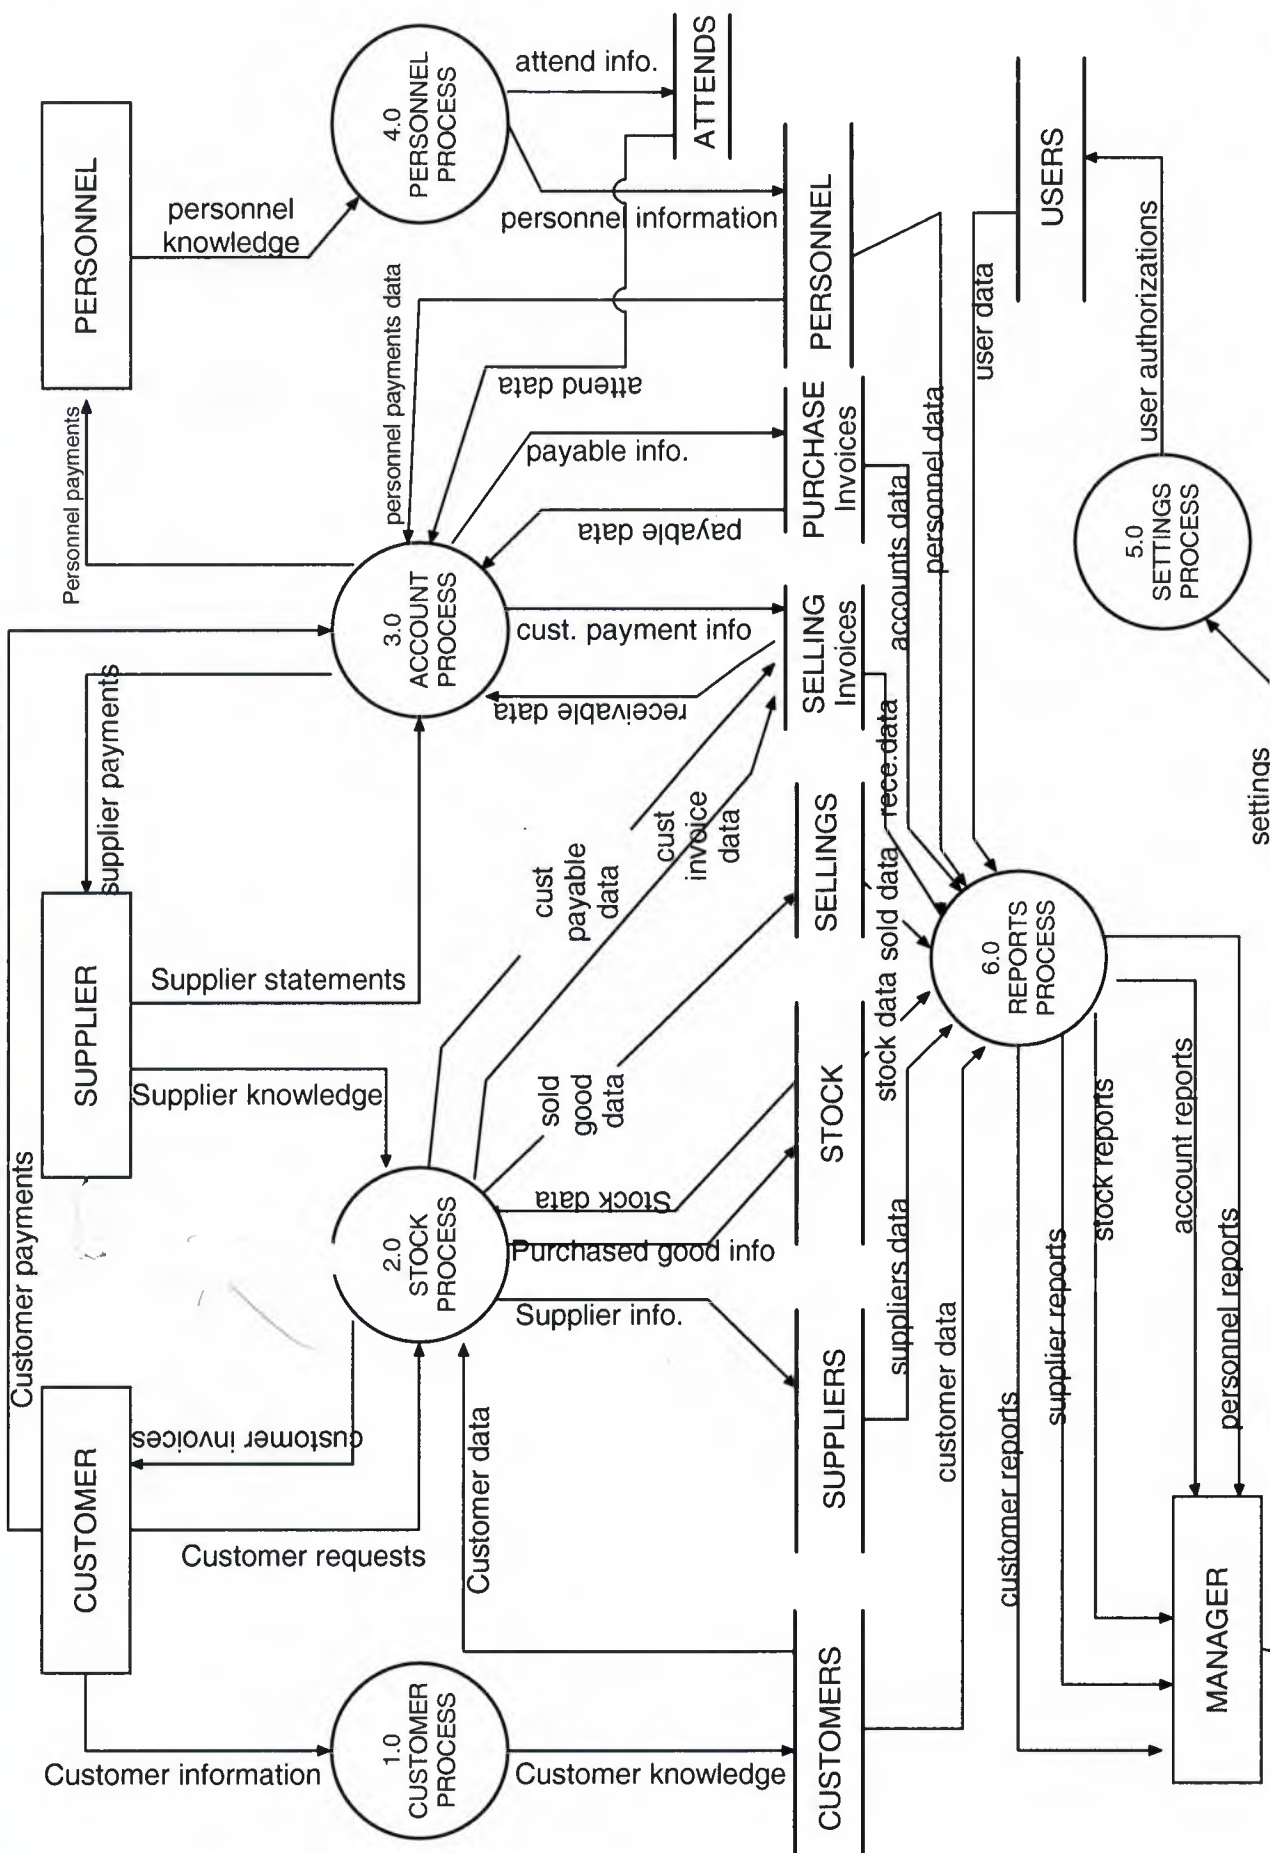 CUSTOMER
SUPPLIER
PERSONNEL
Customer payments
supplier payments
Personnel payments
Customer information
Customer requests
customer invoices
Supplier knowledge
Supplier statements
personnel
knowledge
1.0
CUSTOMER
PROCESS
2.0
STOCK
PROCESS
3.0
ACCOUNT
PROCESS
4.0
PERSONNEL
PROCESS
Customer knowledge
Customer data
Supplier info.
Purchased good info
Stock data
sold
good
data
cust
payable
data
cust
invoice
data
receivable data
cust. payment info
payable data
payable info.
attend data
personnel payments data
personnel information
attend info.
CUSTOMERS
SUPPLIERS
STOCK
SELLINGS
SELLING
Invoices
PURCHASE
Invoices
PERSONNEL
ATTENDS
customer data
suppliers data
stock data
sold data
rece.data
accounts data
personnel data
user data
USERS
customer reports
supplier reports
stock reports
account reports
personnel reports
6.0
REPORTS
PROCESS
5.0
SETTINGS
PROCESS
user authorizations
MANAGER
settings